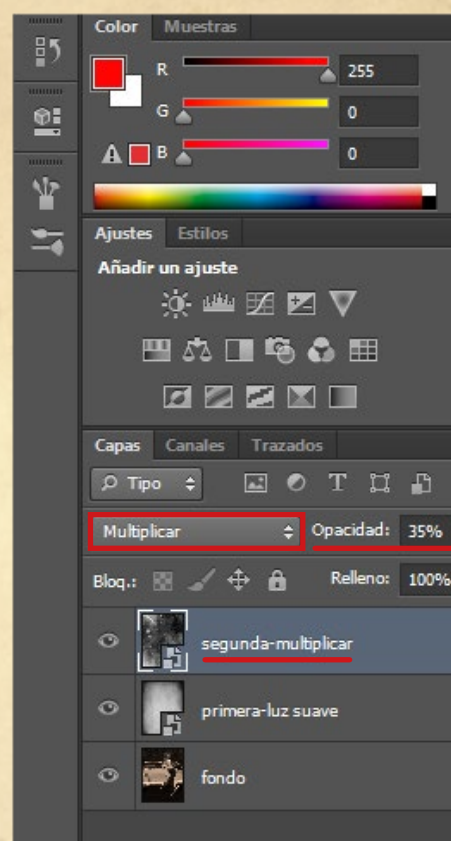 Color Muestras
R 255
G 0
B 0
Ajustes Estilos
Añadir un ajuste
Capas Canales Trazados
Tipo T
Multiplicar Opacidad: 35%
Bloq.: Relleno: 100%
segunda-multiplicar
primera-luz suave
fondo